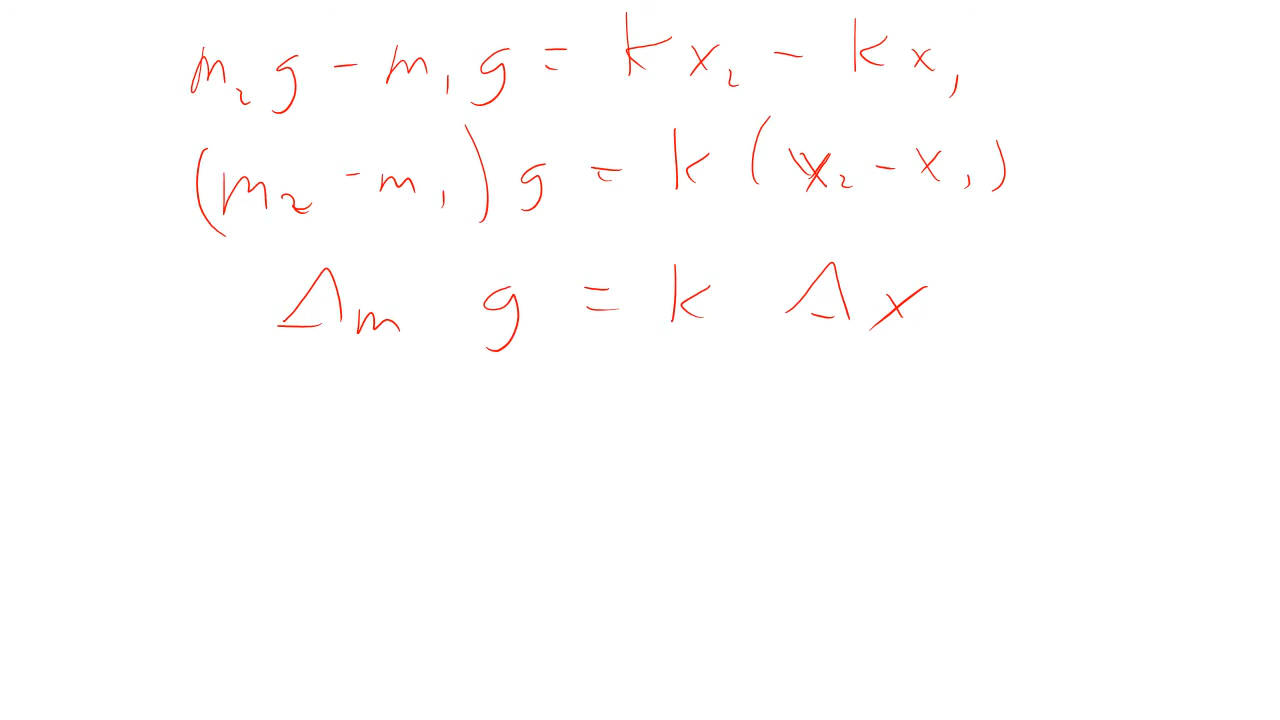 m₂g - m₁g = kx₂ - kx₁
(m₂ - m₁)g = k(x₂ - x₁)
Δm g = k Δx